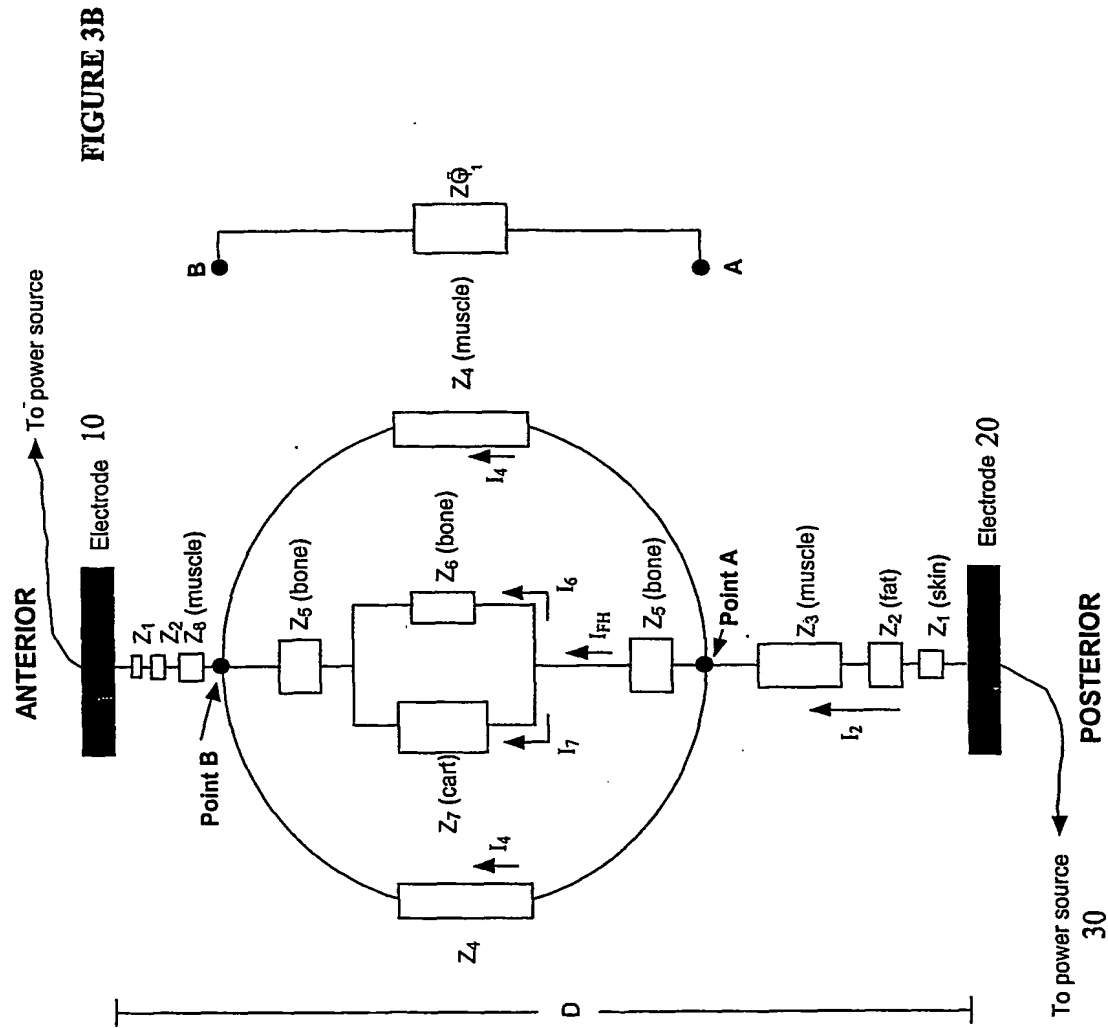 FIGURE 3B
ANTERIOR
To power source
Electrode 10
Z1
Z2
Z8 (muscle)
Point B
Z5 (bone)
Z6 (bone)
Z7 (cart)
I7
I6
IFH
Z4
I4
Z4 (muscle)
I4
Z5 (bone)
Point A
Z3 (muscle)
Z2 (fat)
Z1 (skin)
I2
Electrode 20
POSTERIOR
To power source
30
D
B
A